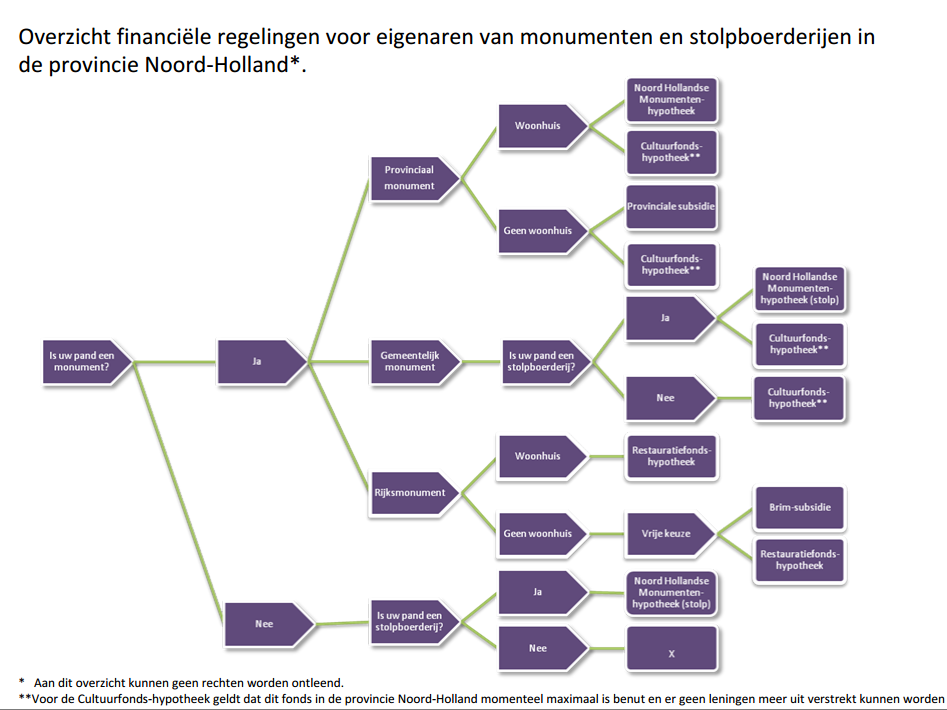 Overzicht financiële regelingen voor eigenaren van monumenten en stolpboerderijen in
de provincie Noord-Holland*.
Is uw pand een
monument?
Ja
Provinciaal
monument
Woonhuis
Noord Hollandse
Monumenten-
hypotheek
Cultuurfonds-
hypotheek**
Geen woonhuis
Provinciale subsidie
Cultuurfonds-
hypotheek**
Gemeentelijk
monument
Is uw pand een
stolpboerderij?
Ja
Noord Hollandse
Monumenten-
hypotheek (stolp)
Cultuurfonds-
hypotheek**
Nee
Cultuurfonds-
hypotheek**
Rijksmonument
Woonhuis
Restauratiefonds-
hypotheek
Geen woonhuis
Vrije keuze
Brim-subsidie
Restauratiefonds-
hypotheek
Nee
Is uw pand een
stolpboerderij?
Ja
Noord Hollandse
Monumenten-
hypotheek (stolp)
Nee
X
* Aan dit overzicht kunnen geen rechten worden ontleend.
**Voor de Cultuurfonds-hypotheek geldt dat dit fonds in de provincie Noord-Holland momenteel maximaal is benut en er geen leningen meer uit verstrekt kunnen worden